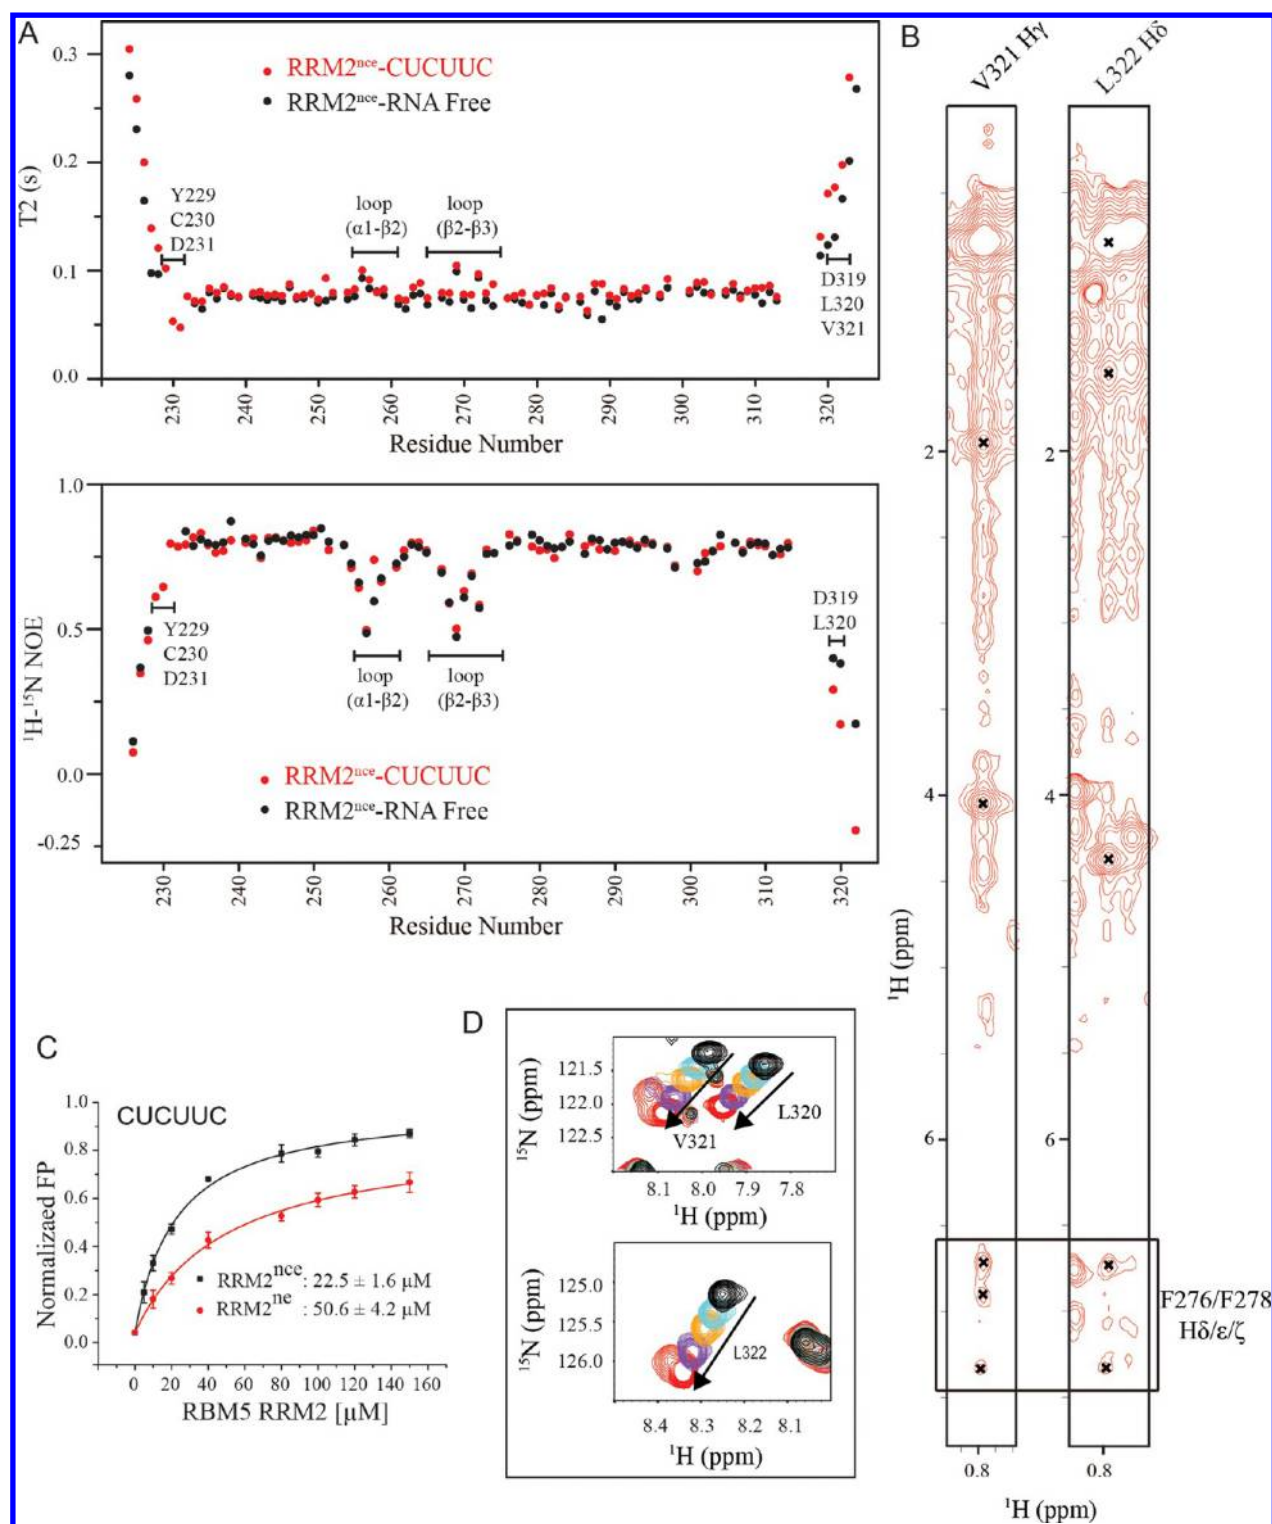 A
0.3
0.2
0.1
0.0
T2 (s)
RRM2nce-CUCUUC
RRM2nce-RNA Free
Y229
C230
D231
loop
(α1-β2)
loop
(β2-β3)
D319
L320
V321
230
240
250
260
270
280
290
300
310
320
Residue Number
1.0
0.5
0.0
-0.25
1H-15N NOE
Y229
C230
D231
loop
(α1-β2)
loop
(β2-β3)
D319
L320
RRM2nce-CUCUUC
RRM2nce-RNA Free
230
240
250
260
270
280
290
300
310
320
Residue Number
B
V321 Hγ
L322 Hδ
2
2
4
4
6
6
1H (ppm)
F276/F278
Hδ/ε/ζ
0.8
0.8
1H (ppm)
C
CUCUUC
1.0
0.8
0.6
0.4
0.2
0.0
Normalizaed FP
RRM2nce: 22.5 ± 1.6 μM
RRM2ne: 50.6 ± 4.2 μM
0 20 40 60 80 100 120 140 160
RBM5 RRM2 [μM]
D
121.5
122.0
122.5
15N (ppm)
V321
L320
8.1 8.0 7.9 7.8
1H (ppm)
125.0
125.5
126.0
15N (ppm)
L322
8.4 8.3 8.2 8.1
1H (ppm)